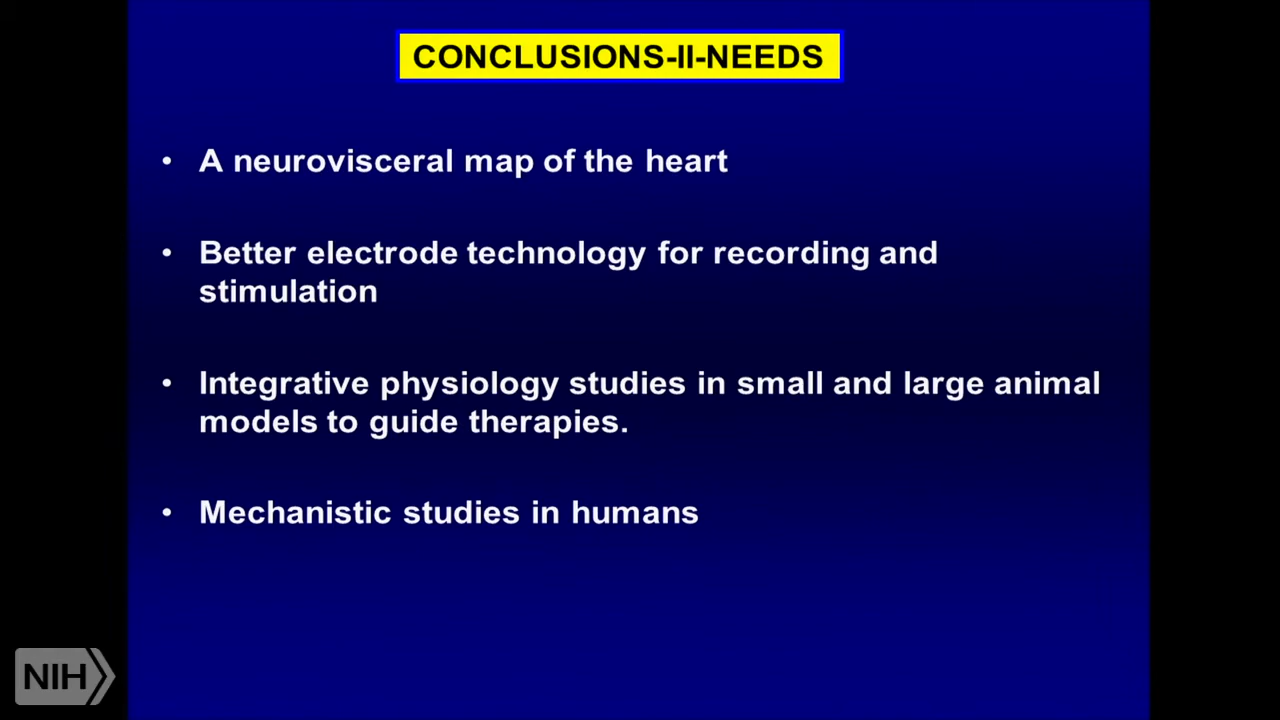 CONCLUSIONS-II-NEEDS
• A neurovisceral map of the heart
• Better electrode technology for recording and
stimulation
• Integrative physiology studies in small and large animal
models to guide therapies.
• Mechanistic studies in humans
NIH